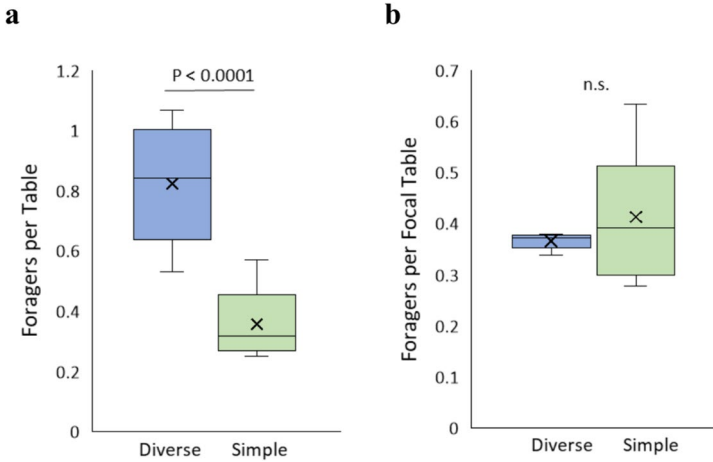 a
Foragers per Table
1.2
1
0.8
0.6
0.4
0.2
0
P < 0.0001
Diverse Simple
b
Foragers per Focal Table
0.7
0.6
0.5
0.4
0.3
0.2
0.1
0
n.s.
Diverse Simple